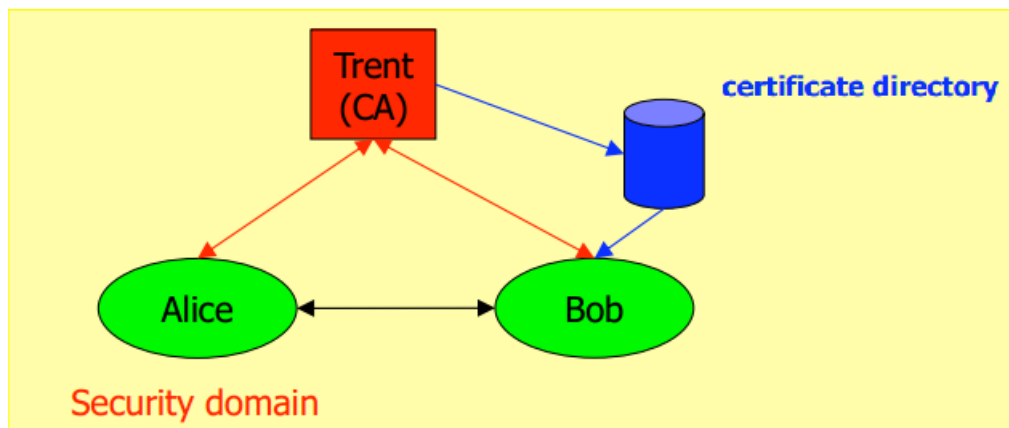 Trent
(CA)
certificate directory
Alice
Bob
Security domain